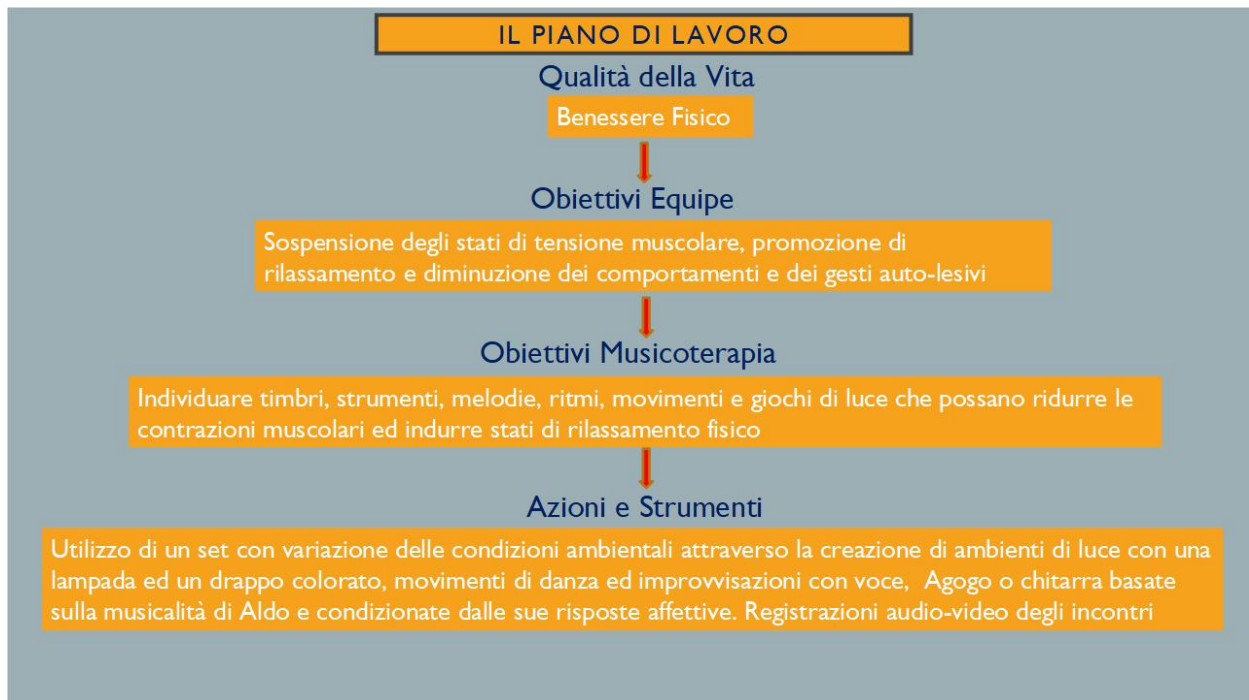 IL PIANO DI LAVORO
Qualità della Vita
Benessere Fisico
Obiettivi Equipe
Sospensione degli stati di tensione muscolare, promozione di
rilassamento e diminuzione dei comportamenti e dei gesti auto-lesivi
Obiettivi Musicoterapia
Individuare timbri, strumenti, melodie, ritmi, movimenti e giochi di luce che possano ridurre le
contrazioni muscolari ed indurre stati di rilassamento fisico
Azioni e Strumenti
Utilizzo di un set con variazione delle condizioni ambientali attraverso la creazione di ambienti di luce con una
lampada ed un drappo colorato, movimenti di danza ed improvvisazioni con voce, Agogo o chitarra basate
sulla musicalità di Aldo e condizionate dalle sue risposte affettive. Registrazioni audio-video degli incontri